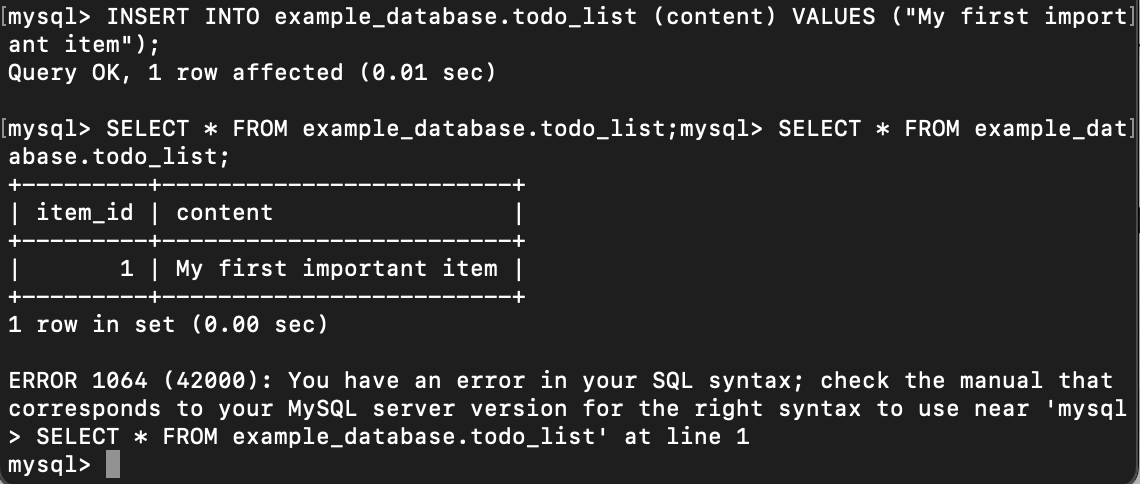 [mysql> INSERT INTO example_database.todo_list (content) VALUES ("My first import]
ant item");
Query OK, 1 row affected (0.01 sec)

[mysql> SELECT * FROM example_database.todo_list;mysql> SELECT * FROM example_dat]
abase.todo_list;
+---------+-------------------------+
| item_id | content                 |
+---------+-------------------------+
|       1 | My first important item |
+---------+-------------------------+
1 row in set (0.00 sec)

ERROR 1064 (42000): You have an error in your SQL syntax; check the manual that
corresponds to your MySQL server version for the right syntax to use near 'mysql
> SELECT * FROM example_database.todo_list' at line 1
mysql>